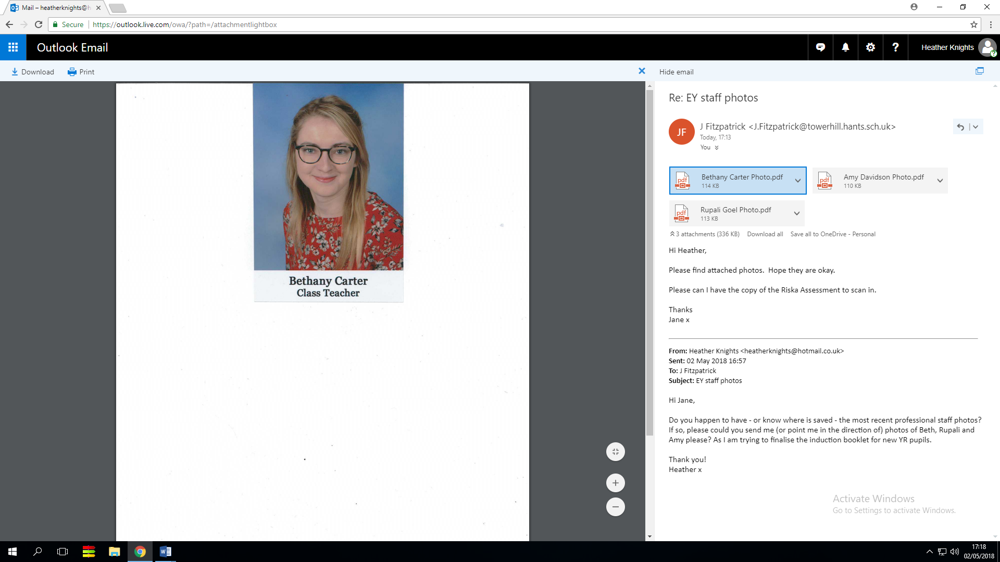 Mail – heatherknights@h
Secure
https://outlook.live.com/owa/?path=/attachmentlightbox
Outlook Email
Heather Knights
Download
Print
Hide email
Bethany Carter
Class Teacher
Re: EY staff photos
JF
J Fitzpatrick <J.Fitzpatrick@towerhill.hants.sch.uk>
Today, 17:13
You
pdf
Bethany Carter Photo.pdf
114 KB
pdf
Amy Davidson Photo.pdf
110 KB
pdf
Rupali Goel Photo.pdf
113 KB
3 attachments (336 KB) Download all Save all to OneDrive - Personal
Hi Heather,
Please find attached photos. Hope they are okay.
Please can I have the copy of the Riska Assessment to scan in.
Thanks
Jane x
From: Heather Knights <heatherknights@hotmail.co.uk>
Sent: 02 May 2018 16:57
To: J Fitzpatrick
Subject: EY staff photos
Hi Jane,
Do you happen to have - or know where is saved - the most recent professional staff photos?
If so, please could you send me (or point me in the direction of) photos of Beth, Rupali and
Amy please? As I am trying to finalise the induction booklet for new YR pupils.
Thank you!
Heather x
Activate Windows
Go to Settings to activate Windows.
17:18
02/05/2018